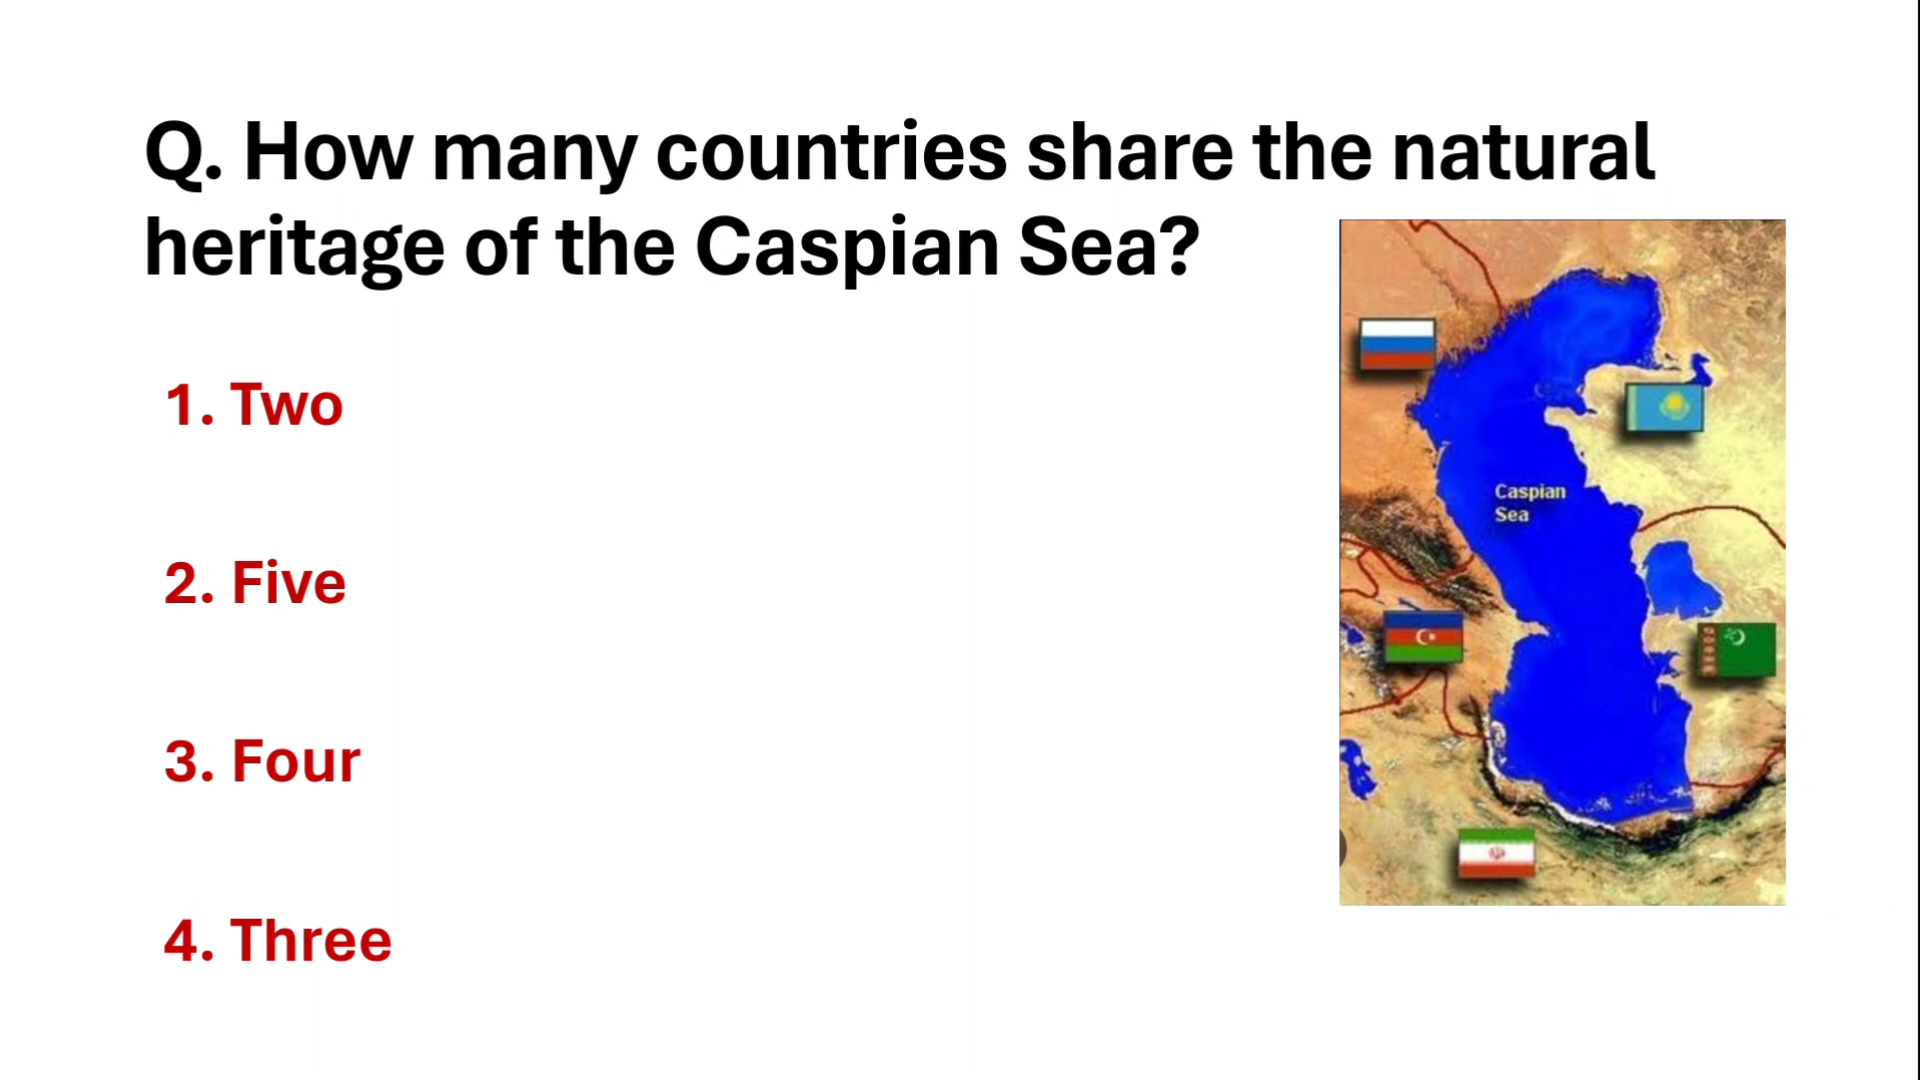 Q. How many countries share the natural
heritage of the Caspian Sea?
1. Two
2. Five
3. Four
4. Three
Caspian
Sea